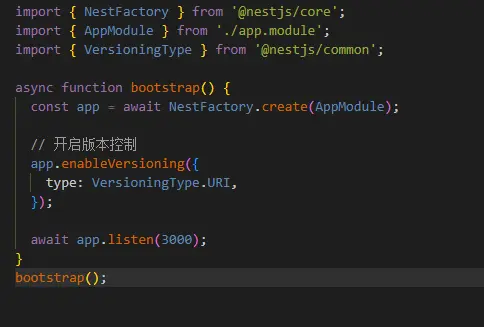 import { NestFactory } from '@nestjs/core';
import { AppModule } from './app.module';
import { VersioningType } from '@nestjs/common';

async function bootstrap() {
  const app = await NestFactory.create(AppModule);

  // 开启版本控制
  app.enableVersioning({
    type: VersioningType.URI,
  });

  await app.listen(3000);
}
bootstrap();